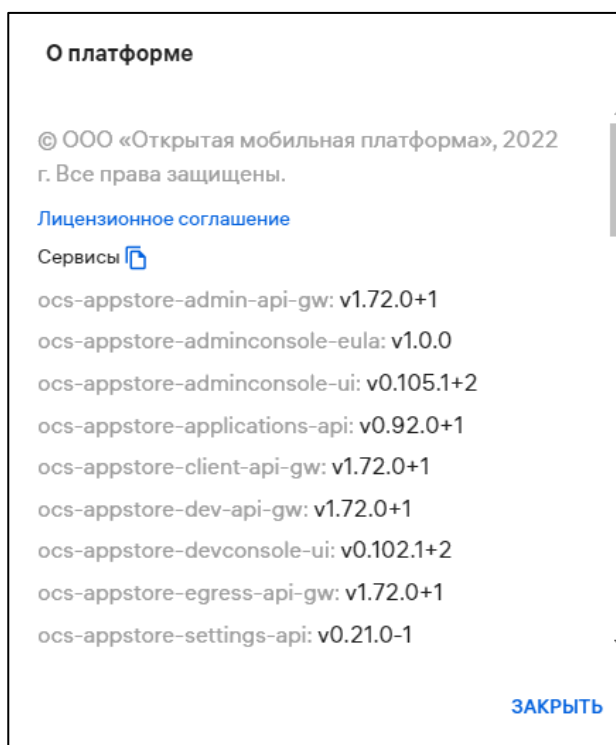 О платформе
© ООО «Открытая мобильная платформа», 2022
г. Все права защищены.
Лицензионное соглашение
Сервисы
ocs-appstore-admin-api-gw: v1.72.0+1
ocs-appstore-adminconsole-eula: v1.0.0
ocs-appstore-adminconsole-ui: v0.105.1+2
ocs-appstore-applications-api: v0.92.0+1
ocs-appstore-client-api-gw: v1.72.0+1
ocs-appstore-dev-api-gw: v1.72.0+1
ocs-appstore-devconsole-ui: v0.102.1+2
ocs-appstore-egress-api-gw: v1.72.0+1
ocs-appstore-settings-api: v0.21.0-1
ЗАКРЫТЬ